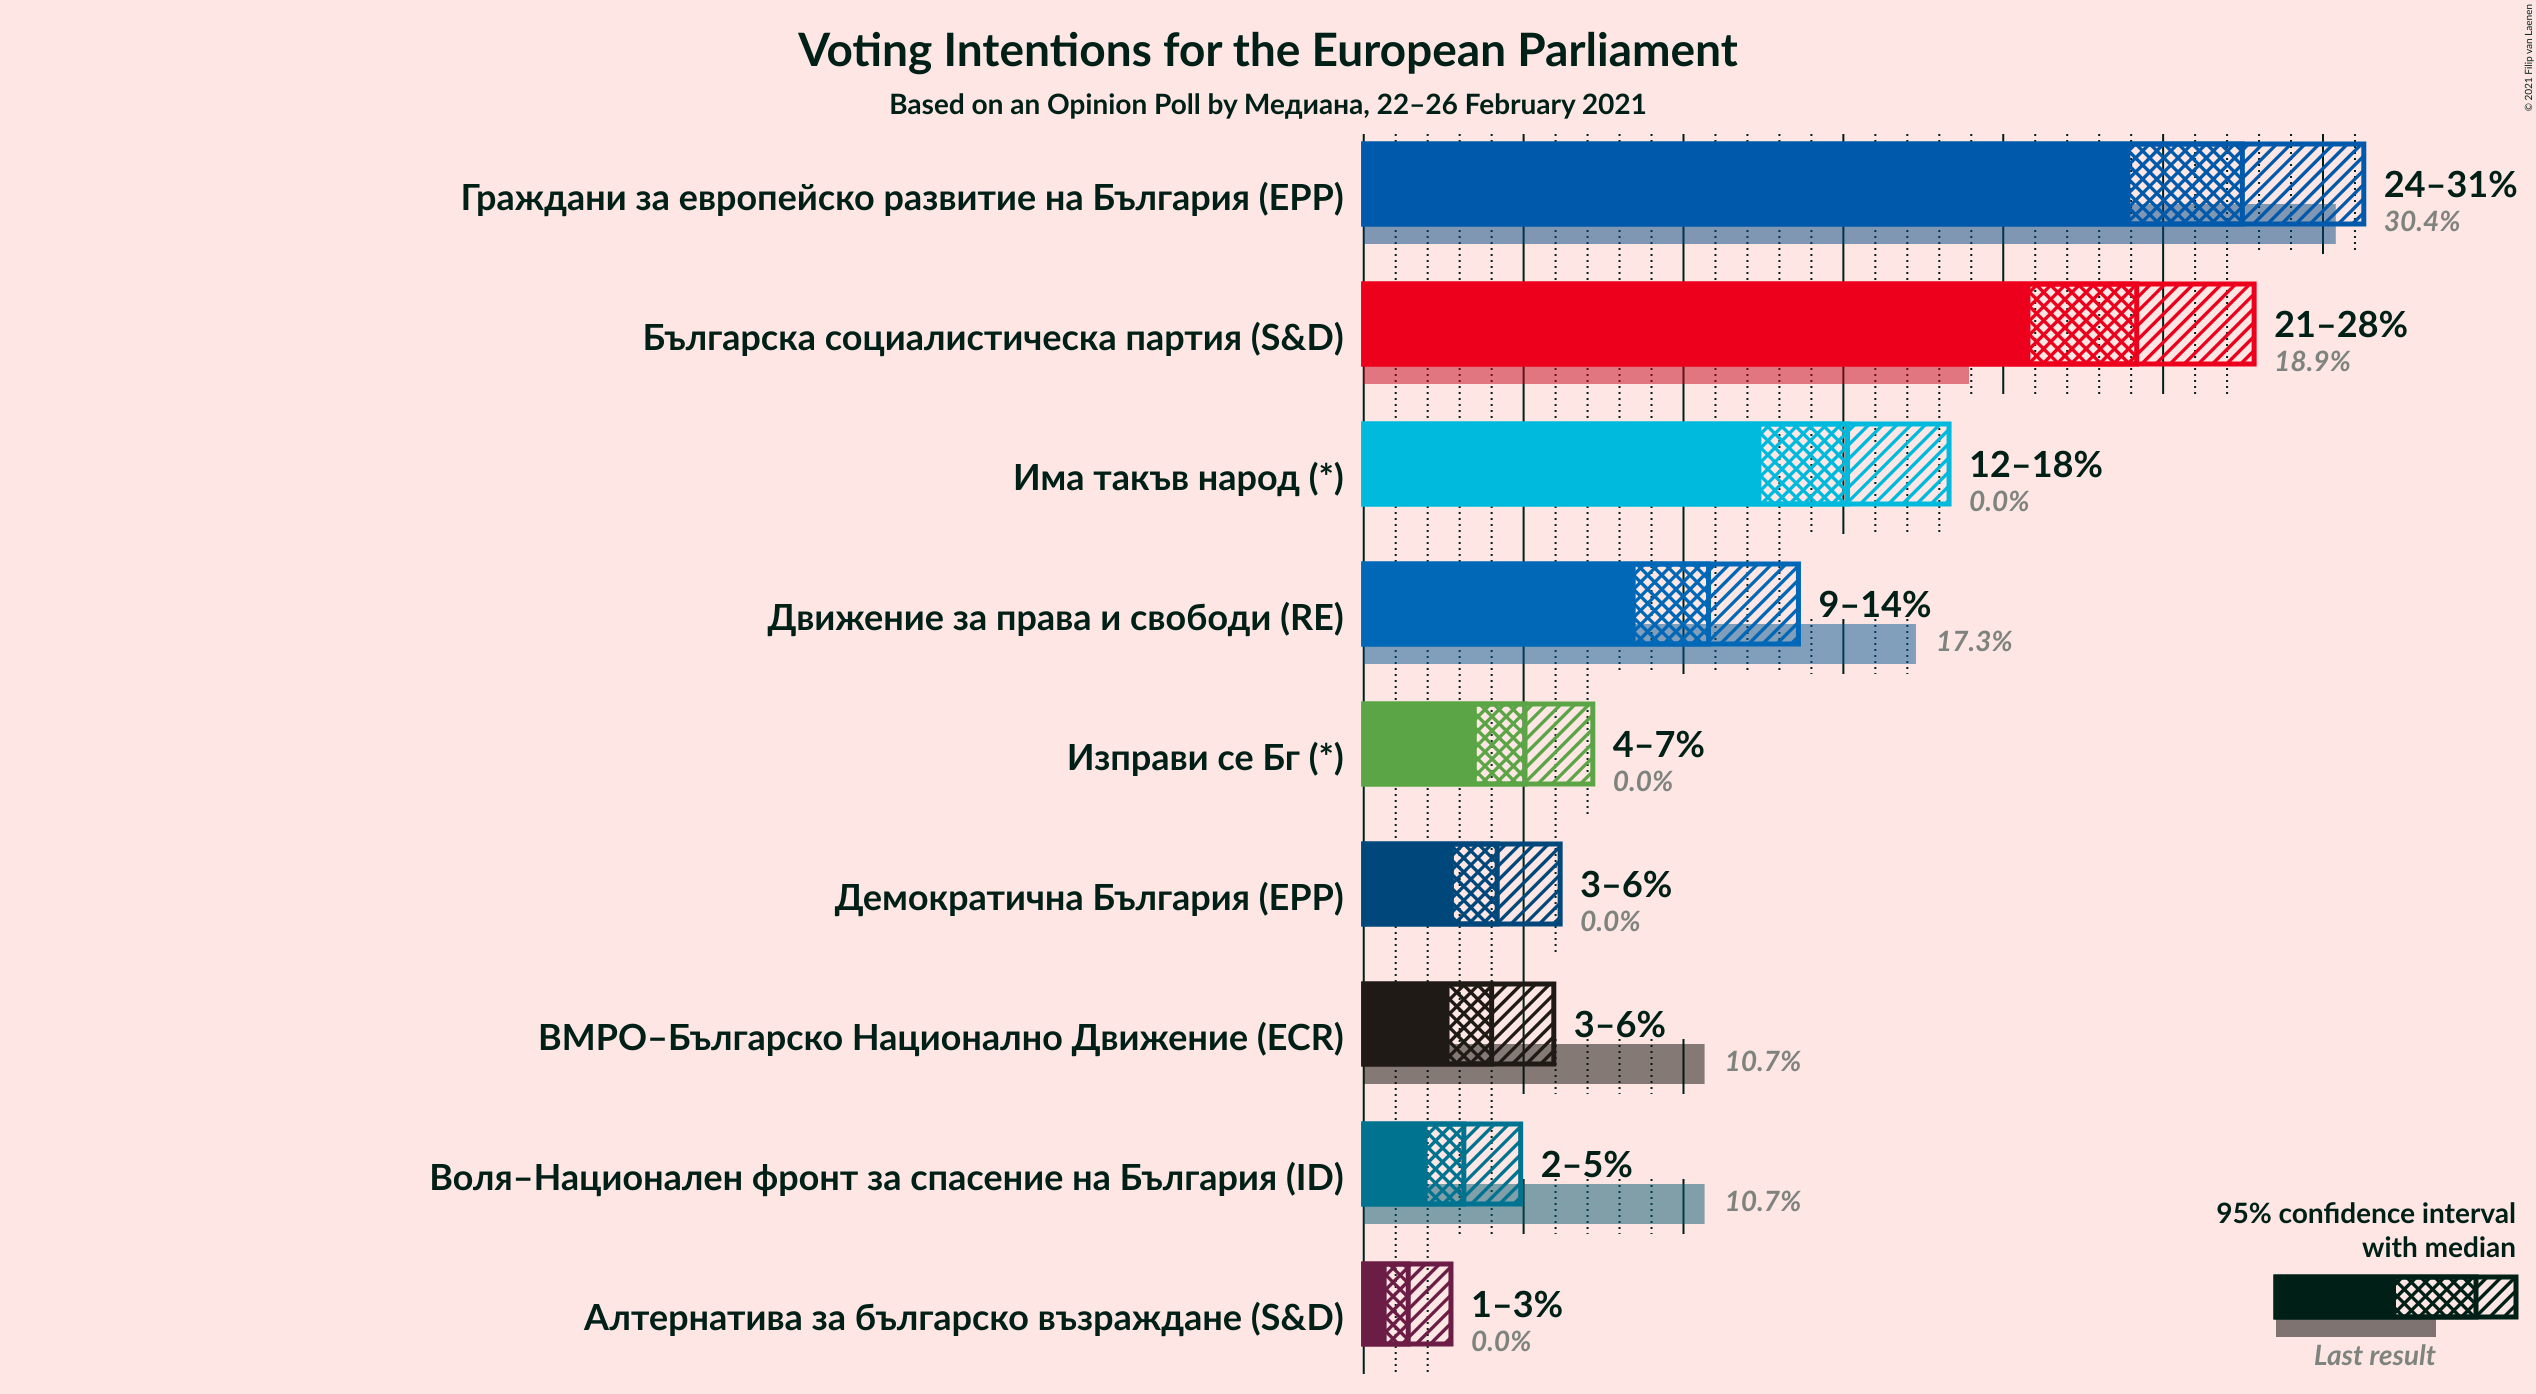 Voting Intentions for the European Parliament
Based on an Opinion Poll by Медиана, 22–26 February 2021
© 2021 Filip van Laenen
Граждани за европейско развитие на България (EPP)
24–31%
30.4%
Българска социалистическа партия (S&D)
21–28%
18.9%
Има такъв народ (*)
12–18%
0.0%
Движение за права и свободи (RE)
9–14%
17.3%
Изправи се Бг (*)
4–7%
0.0%
Демократична България (EPP)
3–6%
0.0%
ВМРО–Българско Национално Движение (ECR)
3–6%
10.7%
Воля–Национален фронт за спасение на България (ID)
2–5%
10.7%
Алтернатива за българско възраждане (S&D)
1–3%
0.0%
95% confidence interval
with median
Last result